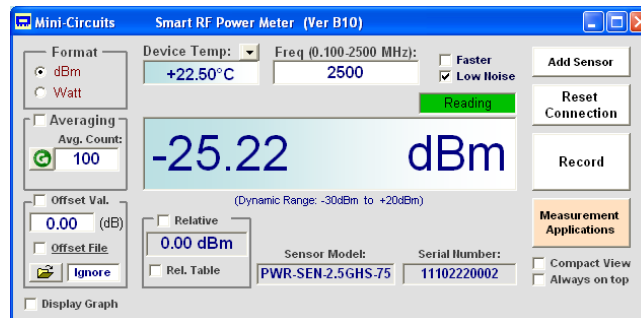 Mini-Circuits Smart RF Power Meter (Ver B10)
Format
dBm
Watt
Device Temp:
+22.50°C
Freq (0.100-2500 MHz):
2500
Faster
Low Noise
Reading
Add Sensor
Reset
Connection
Averaging
Avg. Count:
100
-25.22 dBm
Record
(Dynamic Range: -30dBm to +20dBm)
Offset Val.
0.00 (dB)
Offset File
Ignore
Relative
0.00 dBm
Rel. Table
Sensor Model:
PWR-SEN-2.5GHS-75
Serial Number:
11102220002
Measurement
Applications
Compact View
Always on top
Display Graph